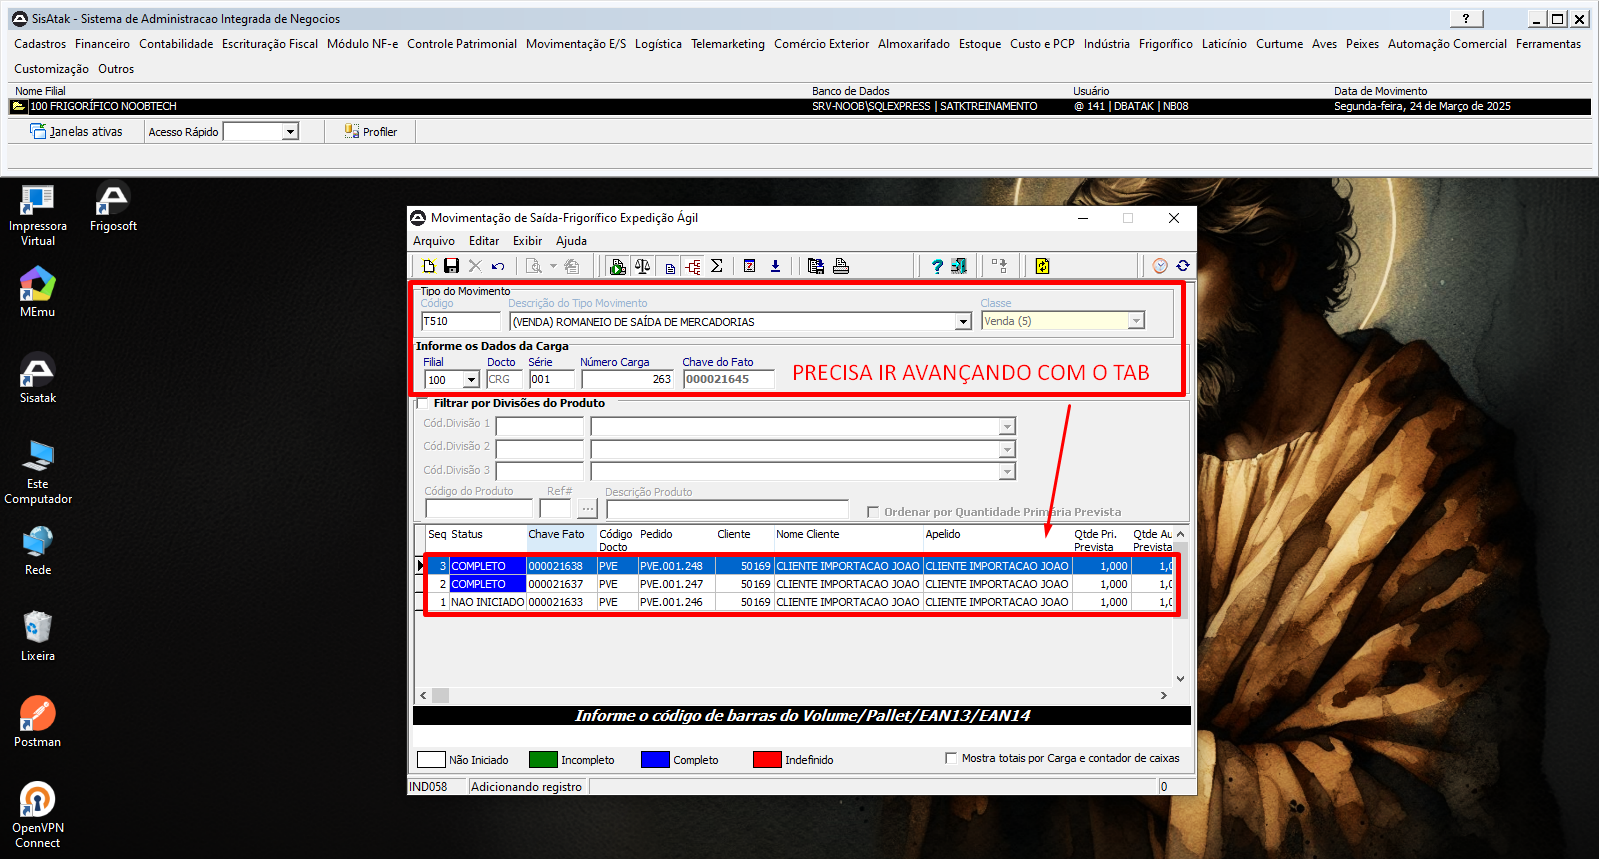 SisAtak - Sistema de Administracao Integrada de Negocios
?
Cadastros Financeiro Contabilidade Escrituração Fiscal Módulo NF-e Controle Patrimonial Movimentação E/S Logística Telemarketing Comércio Exterior Almoxarifado Estoque Custo e PCP Indústria Frigorífico Laticínio Curtume Aves Peixes Automação Comercial Ferramentas
Customização Outros
Nome Filial Banco de Dados Usuário Data de Movimento
100 FRIGORÍFICO NOOBTECH SRV-NOOB\SQLEXPRESS | SATKTREINAMENTO @ 141 | DBATAK | NB08 Segunda-feira, 24 de Março de 2025
Janelas ativas Acesso Rápido Profiler
Impressora
Virtual
Frigosoft
MEmu
Sisatak
Este
Computador
Rede
Lixeira
Postman
OpenVPN
Connect
Movimentação de Saída-Frigorífico Expedição Ágil
Arquivo Editar Exibir Ajuda
Tipo do Movimento
Código Descrição do Tipo Movimento Classe
T510 (VENDA) ROMANEIO DE SAÍDA DE MERCADORIAS Venda (5)
Informe os Dados da Carga
Filial Docto Série Número Carga Chave do Fato
100 CRG 001 263 000021645
PRECISA IR AVANÇANDO COM O TAB
Filtrar por Divisões do Produto
Cód.Divisão 1
Cód.Divisão 2
Cód.Divisão 3
Código do Produto Ref# Descrição Produto
... Ordenar por Quantidade Primária Prevista
Seq Status Chave Fato Código Docto Pedido Cliente Nome Cliente Apelido Qtde Pri. Prevista Qtde Au Prevista
3 COMPLETO 000021638 PVE PVE.001.248 50169 CLIENTE IMPORTACAO JOAO CLIENTE IMPORTACAO JOAO 1,000 1,0
2 COMPLETO 000021637 PVE PVE.001.247 50169 CLIENTE IMPORTACAO JOAO CLIENTE IMPORTACAO JOAO 1,000 1,0
1 NAO INICIADO 000021633 PVE PVE.001.246 50169 CLIENTE IMPORTACAO JOAO CLIENTE IMPORTACAO JOAO 1,000 1,0
Informe o código de barras do Volume/Pallet/EAN13/EAN14
Não Iniciado Incompleto Completo Indefinido Mostra totais por Carga e contador de caixas
IND058 Adicionando registro 0